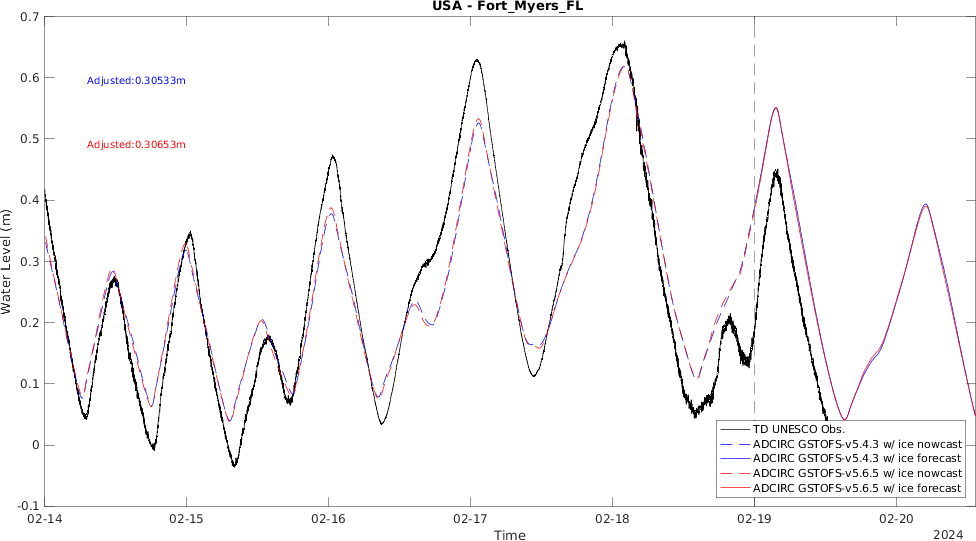 USA - Fort_Myers_FL
0.7
0.6
0.5
0.4
0.3
0.2
0.1
0
-0.1
Water Level (m)
Adjusted:0.30533m
Adjusted:0.30653m
TD UNESCO Obs.
ADCIRC GSTOFS-v5.4.3 w/ ice nowcast
ADCIRC GSTOFS-v5.4.3 w/ ice forecast
ADCIRC GSTOFS-v5.6.5 w/ ice nowcast
ADCIRC GSTOFS-v5.6.5 w/ ice forecast
02-14 02-15 02-16 02-17 02-18 02-19 02-20
Time
2024